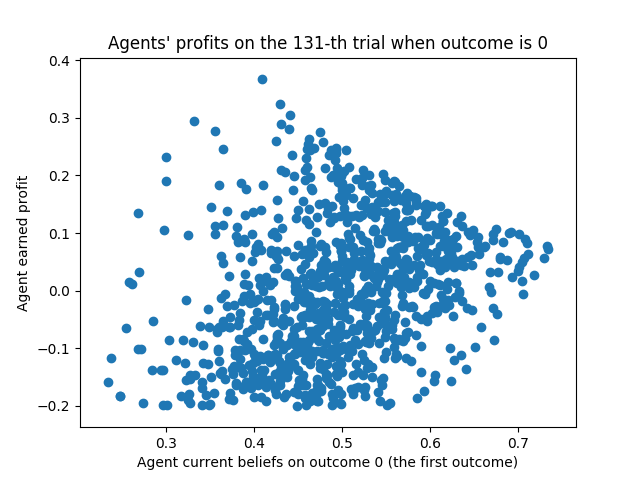 Agents' profits on the 131-th trial when outcome is 0
0.4
0.3
0.2
0.1
0.0
−0.1
−0.2
Agent earned profit
0.3 0.4 0.5 0.6 0.7
Agent current beliefs on outcome 0 (the first outcome)